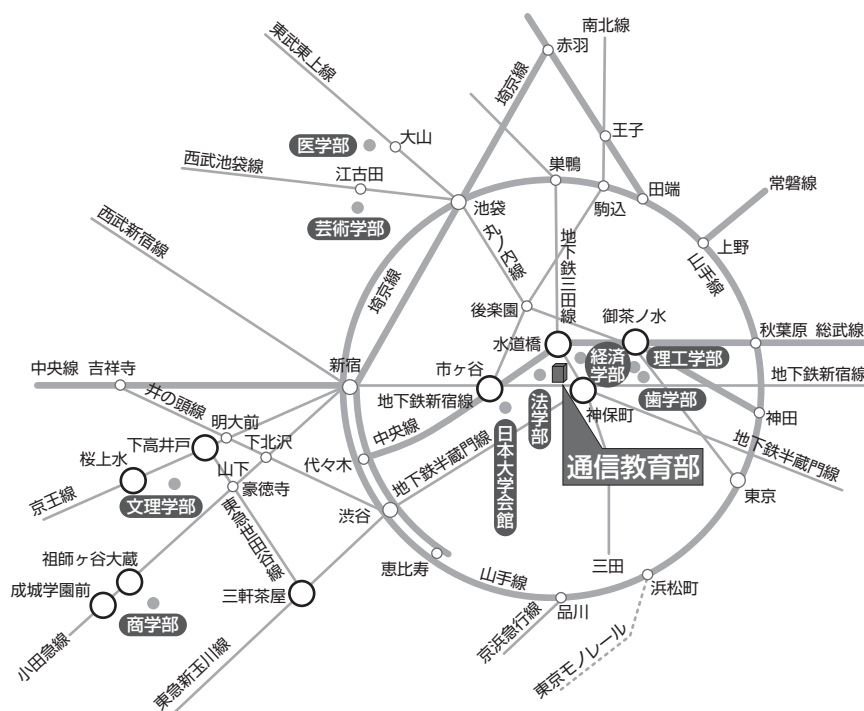 南北線
赤羽
東武東上線
埼京線
王子
大山
医学部
西武池袋線
江古田
巣鴨
田端
常磐線
駒込
池袋
芸術学部
上野
西武新宿線
丸ノ内線
地下鉄三田線
山手線
埼京線
後楽園
御茶ノ水
水道橋
秋葉原 総武線
経済
学部
理工学部
新宿
市ヶ谷
中央線 吉祥寺
地下鉄新宿線
地下鉄新宿線
歯学部
井の頭線
法学部
神保町
神田
明大前
中央線
下高井戸
下北沢
日本大学会館
地下鉄半蔵門線
地下鉄半蔵門線
代々木
通信教育部
桜上水
山下
京王線
文理学部
豪徳寺
東京
渋谷
東急世田谷線
祖師ヶ谷大蔵
恵比寿
三田
成城学園前
三軒茶屋
山手線
浜松町
品川
商学部
京浜急行線
小田急線
東急新玉川線
東京モノレール